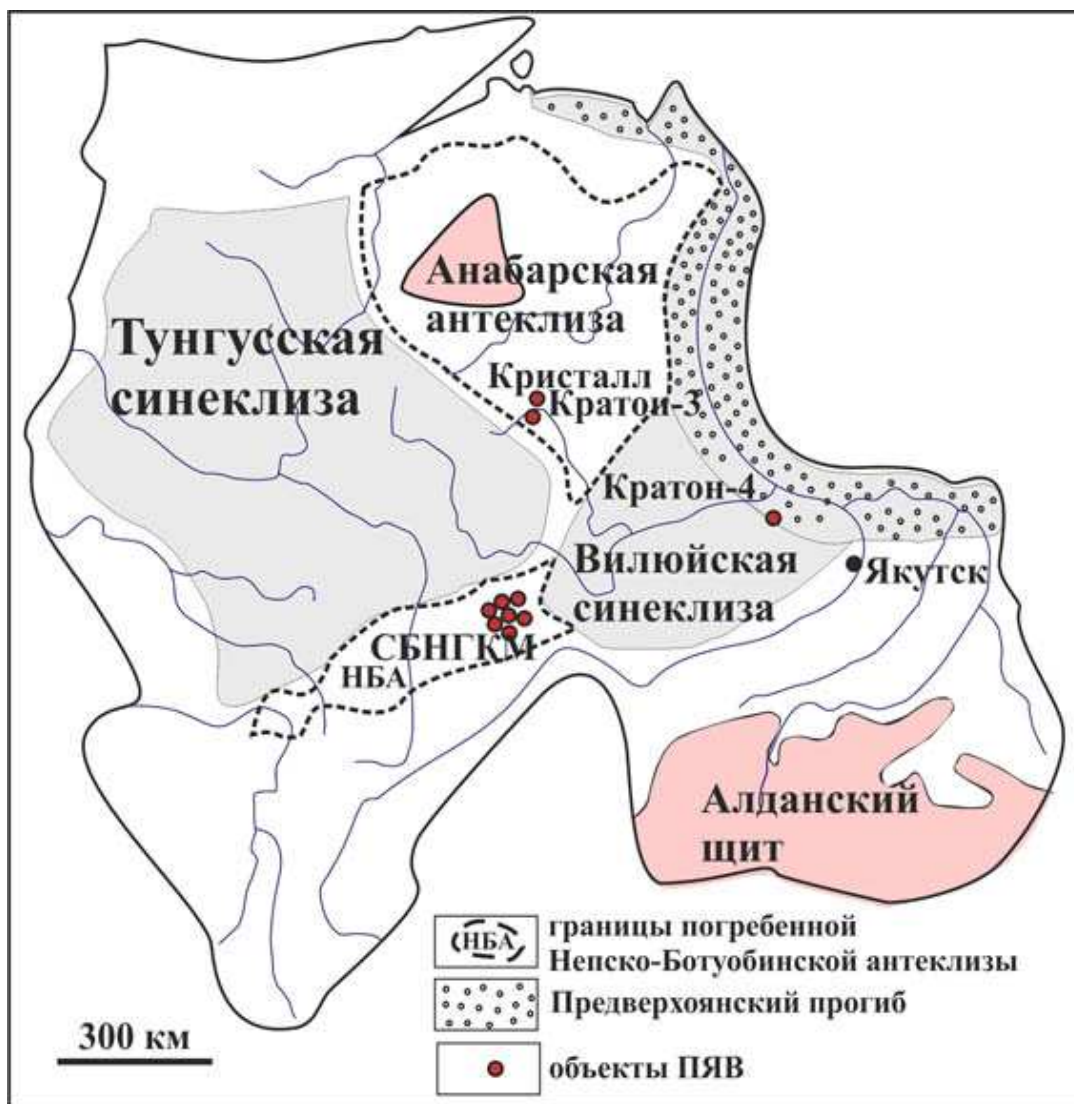 Анабарская
антеклиза
Тунгусская
синеклиза
Кристалл
Кратон-3
Кратон-4
Вилюйская
синеклиза
Якутск
СБНГКМ
НБА
Алданский
щит
НБА
границы погребенной
Непско-Ботуобинской антеклизы
Предверхоянский прогиб
объекты ПЯВ
300 км